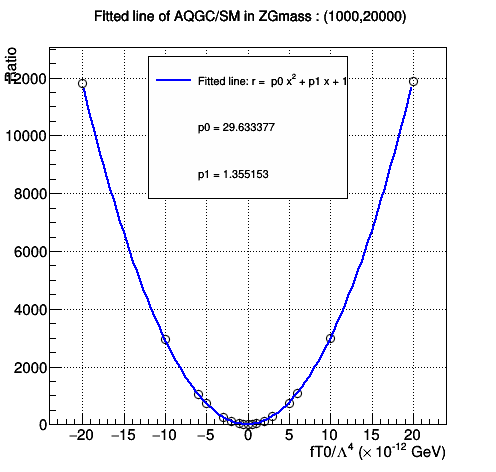 FItted line of AQGC/SM in ZGmass : (1000,20000)
Ratio
Fitted line: r = p0 x² + p1 x + 1
p0 = 29.633377
p1 = 1.355153
12000
10000
8000
6000
4000
2000
0
−20 −15 −10 −5 0 5 10 15 20
fT0/Λ⁴ (× 10⁻¹² GeV)